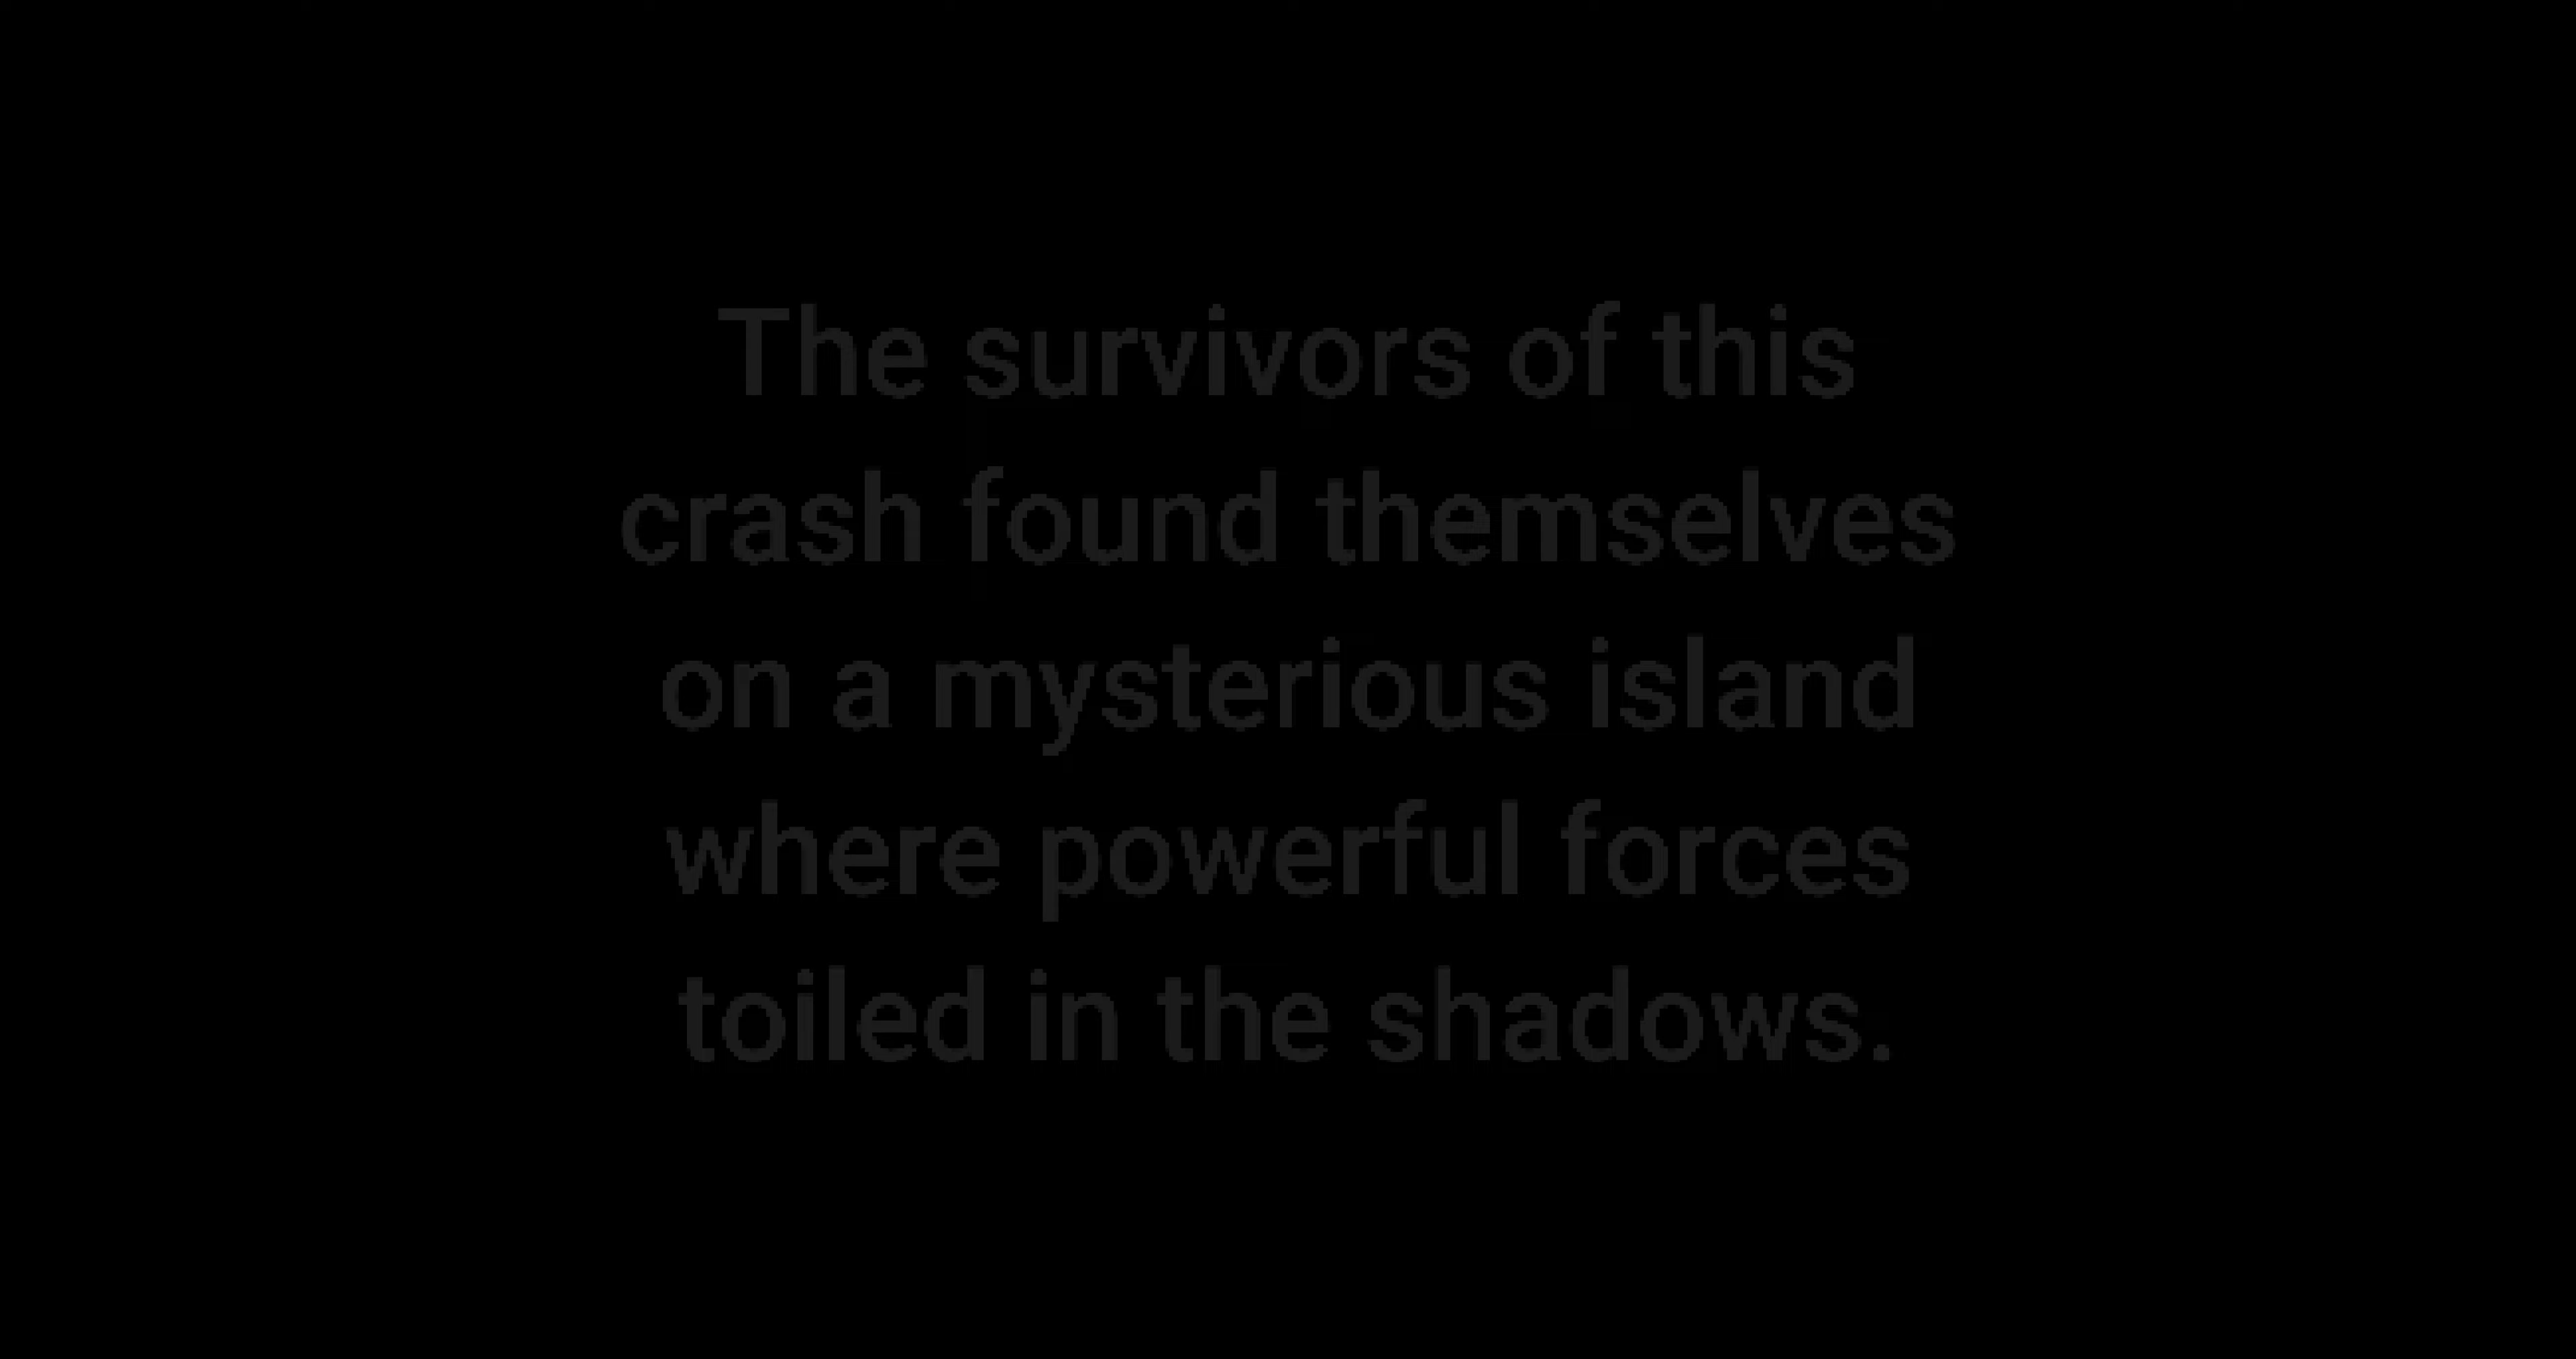 The survivors of this
crash found themselves
on a mysterious island
where powerful forces
toiled in the shadows.